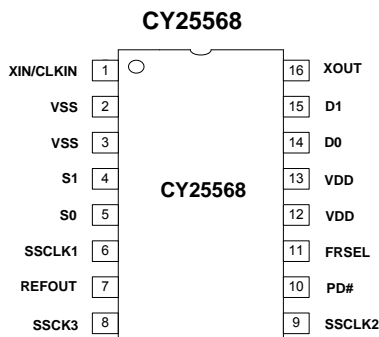 CY25568
XIN/CLKIN 1 16 XOUT
VSS 2 15 D1
VSS 3 14 D0
S1 4 13 VDD
CY25568
S0 5 12 VDD
SSCLK1 6 11 FRSEL
REFOUT 7 10 PD#
SSCK3 8 9 SSCLK2